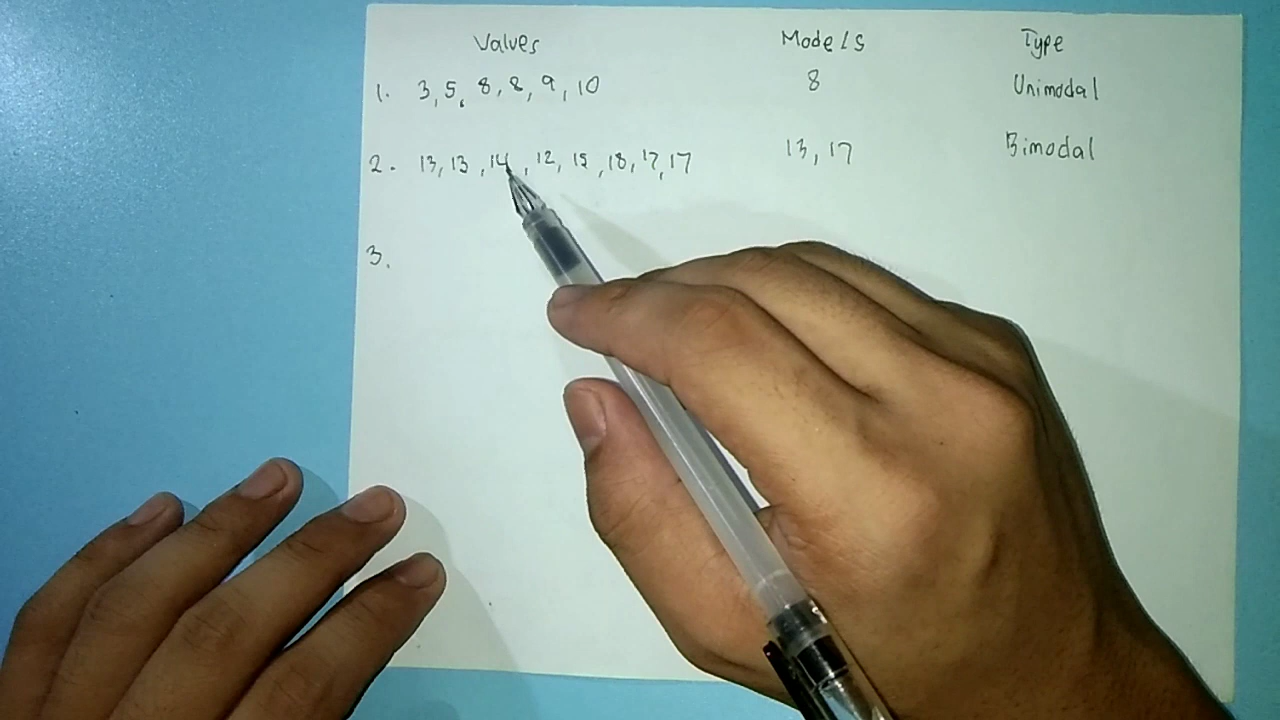 Values Mode/s Type
1. 3, 5, 8, 8, 9, 10 8 Unimodal
2. 13, 13, 14, 12, 15, 18, 17, 17 13, 17 Bimodal
3.